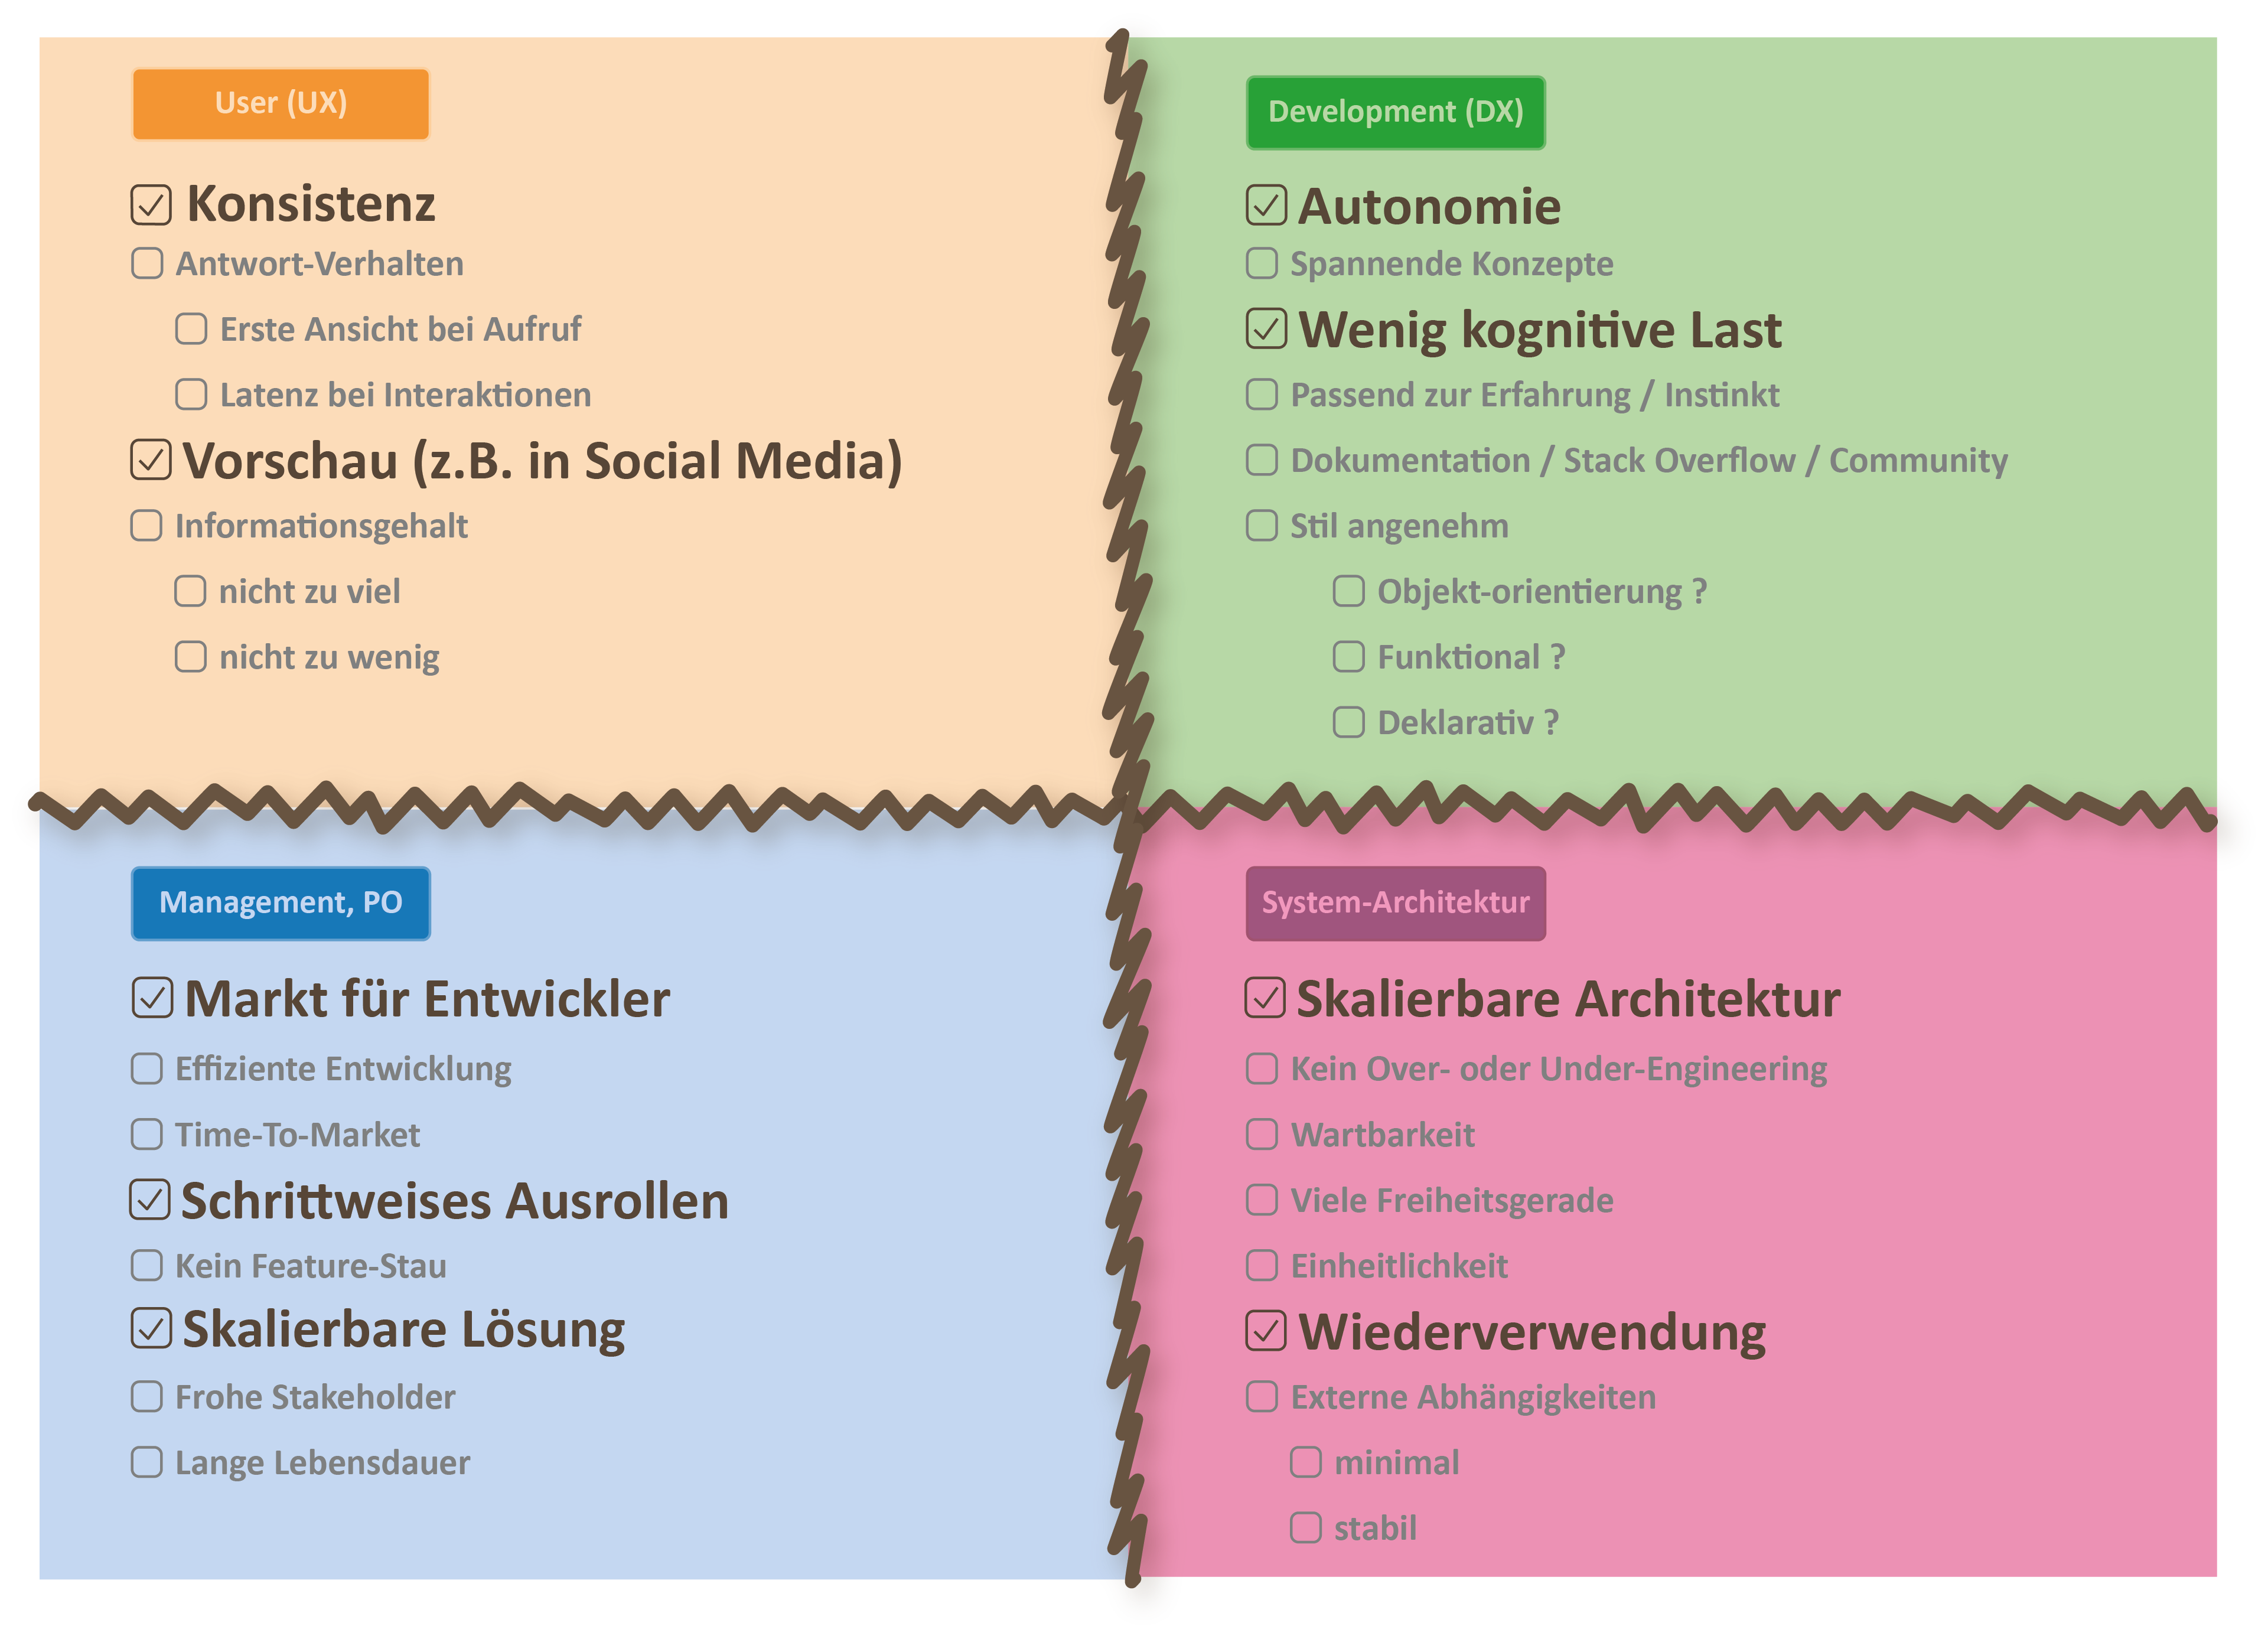 User (UX)
Konsistenz
Antwort-Verhalten
Erste Ansicht bei Aufruf
Latenz bei Interaktionen
Vorschau (z.B. in Social Media)
Informationsgehalt
nicht zu viel
nicht zu wenig
Development (DX)
Autonomie
Spannende Konzepte
Wenig kognitive Last
Passend zur Erfahrung / Instinkt
Dokumentation / Stack Overflow / Community
Stil angenehm
Objekt-orientierung ?
Funktional ?
Deklarativ ?
Management, PO
Markt für Entwickler
Effiziente Entwicklung
Time-To-Market
Schrittweises Ausrollen
Kein Feature-Stau
Skalierbare Lösung
Frohe Stakeholder
Lange Lebensdauer
System-Architektur
Skalierbare Architektur
Kein Over- oder Under-Engineering
Wartbarkeit
Viele Freiheitsgerade
Einheitlichkeit
Wiederverwendung
Externe Abhängigkeiten
minimal
stabil